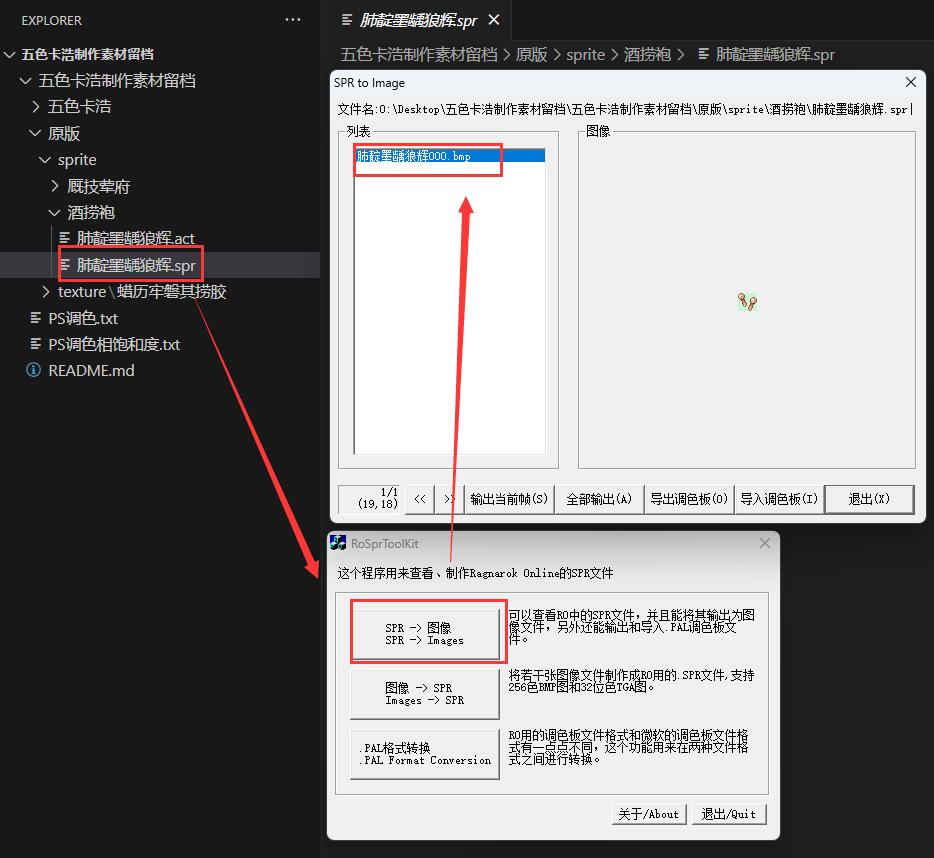 EXPLORER
···
五色卡浩制作素材留档
五色卡浩制作素材留档
五色卡浩
原版
sprite
厩技荤府
酒捞袍
肺靛墨龋狼辉.act
肺靛墨龋狼辉.spr
texture\蜡历牢磐其捞胶
PS调色.txt
PS调色相饱和度.txt
README.md
肺靛墨龋狼辉.spr
五色卡浩制作素材留档 > 原版 > sprite > 酒捞袍 > 肺靛墨龋狼辉.spr
SPR to Image
文件名:O:\Desktop\五色卡浩制作素材留档\五色卡浩制作素材留档\原版\sprite\酒捞袍\肺靛墨龋狼辉.spr|
列表
肺靛墨龋狼辉000.bmp
图像
1/1
(19,18)
<<
>>
输出当前帧(S)
全部输出(A)
导出调色板(O)
导入调色板(I)
退出(X)
RoSprToolKit
这个程序用来查看、制作Ragnarok Online的SPR文件
SPR -> 图像
SPR -> Images
可以查看RO中的SPR文件，并且能将其输出为图
像文件，另外还能输出和导入.PAL调色板文
件。
图像 -> SPR
Images -> SPR
将若干张图像文件制作成RO用的.SPR文件,支持
256色BMP图和32位色TGA图。
.PAL格式转换
.PAL Format Conversion
RO用的调色板文件格式和微软的调色板文件格
式有一点点不同，这个功能用来在两种文件格
式之间进行转换。
关于/About
退出/Quit